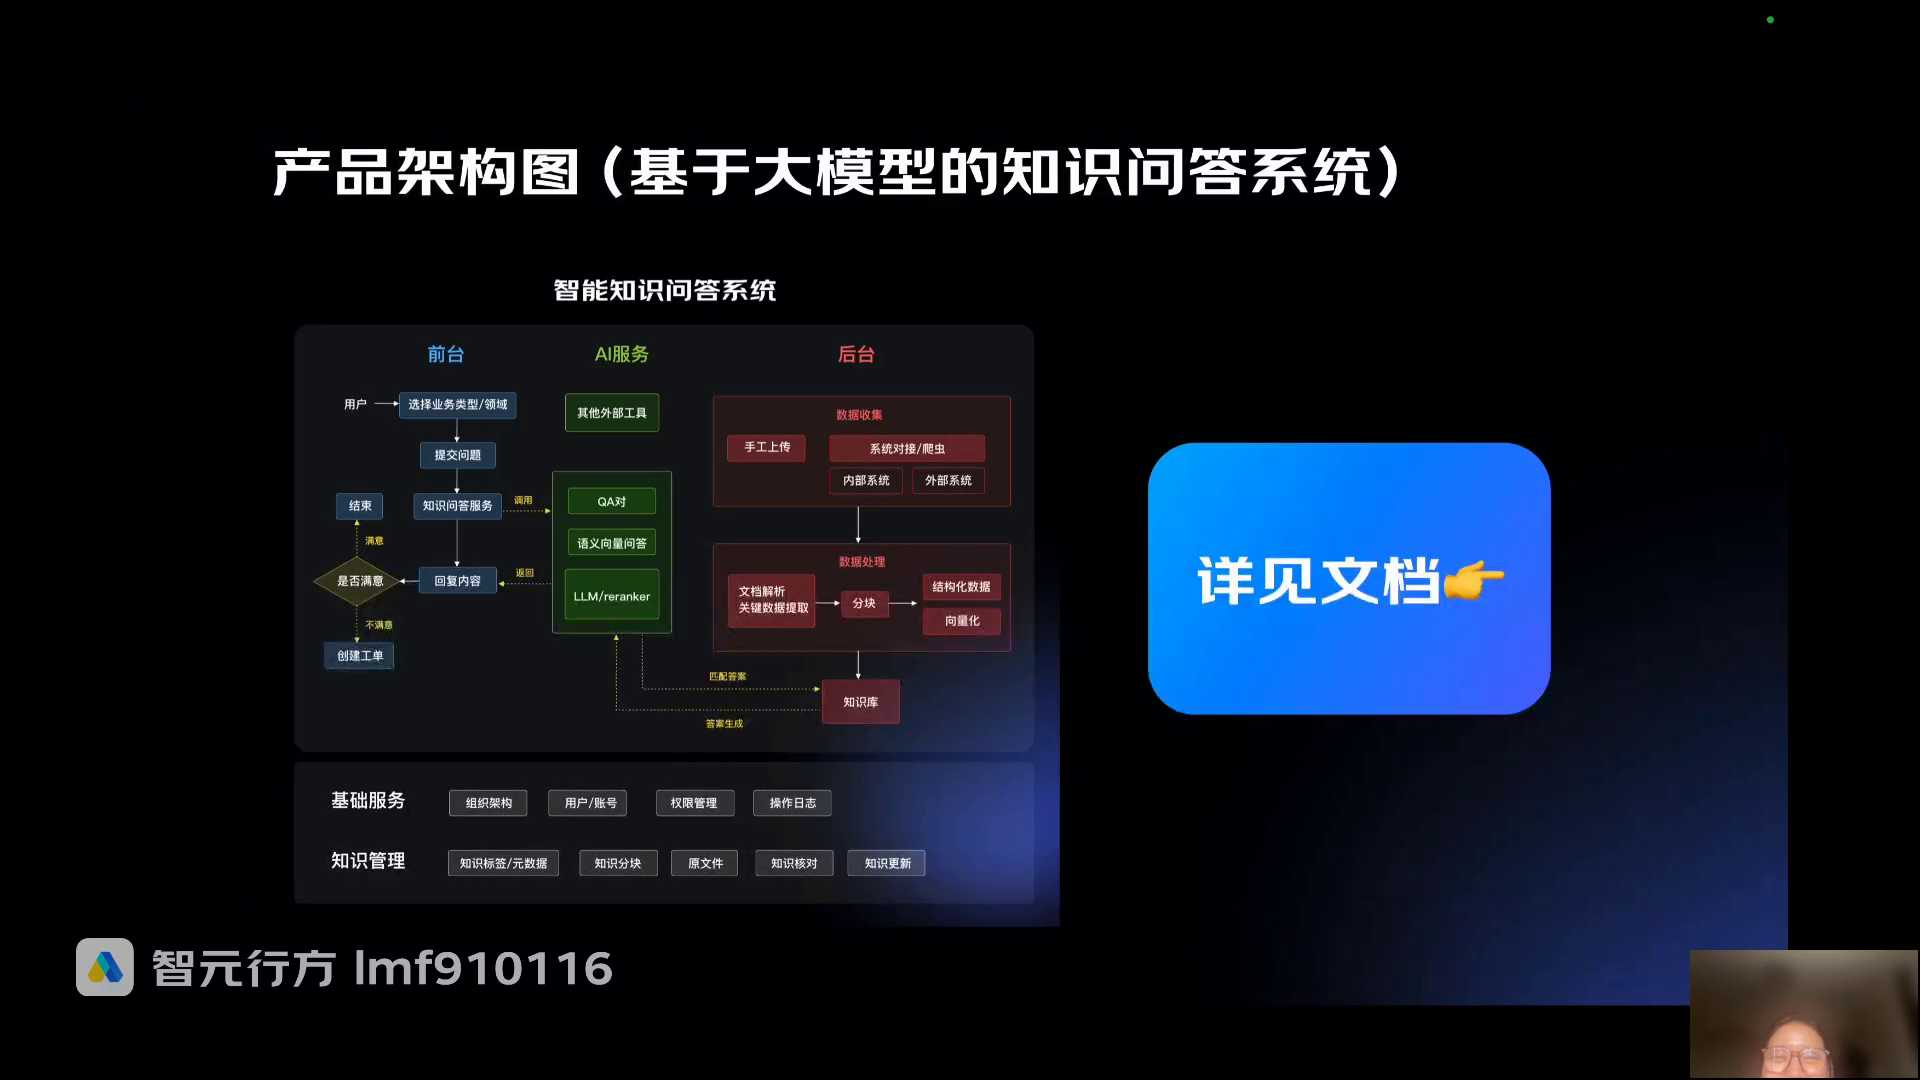 产品架构图（基于大模型的知识问答系统）
智能知识问答系统
前台
AI服务
后台
用户
选择业务类型/领域
提交问题
知识问答服务
调用
结束
满意
是否满意
回复内容
返回
不满意
创建工单
其他外部工具
QA对
语义向量问答
LLM/reranker
数据收集
手工上传
系统对接/爬虫
内部系统
外部系统
数据处理
文档解析
关键数据提取
分块
结构化数据
向量化
匹配答案
答案生成
知识库
基础服务
组织架构
用户/账号
权限管理
操作日志
知识管理
知识标签/元数据
知识分块
原文件
知识核对
知识更新
详见文档👉
智元行方 lmf910116